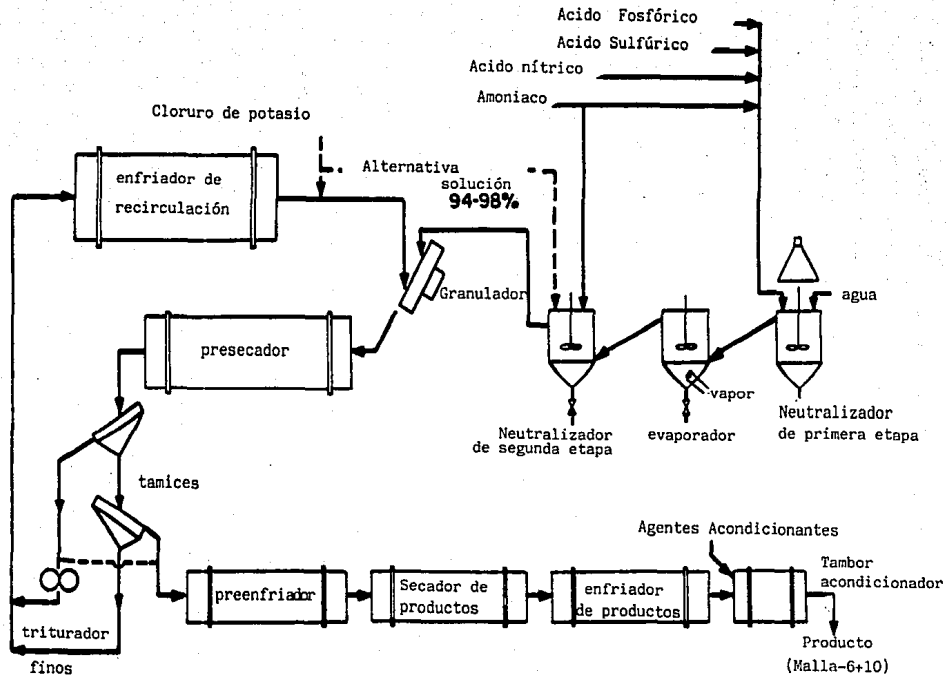 Acido Fosfórico
Acido Sulfúrico
Acido nítrico
Amoniaco
Cloruro de potasio
Alternativa
solución
94-98%
enfriador de
recirculación
Granulador
agua
presecador
vapor
Neutralizador
de segunda etapa
evaporador
Neutralizador
de primera etapa
tamices
Agentes Acondicionantes
Tambor
acondicionador
preenfriador
Secador de
productos
enfriador
de productos
triturador
finos
Producto
(Malla-6+10)